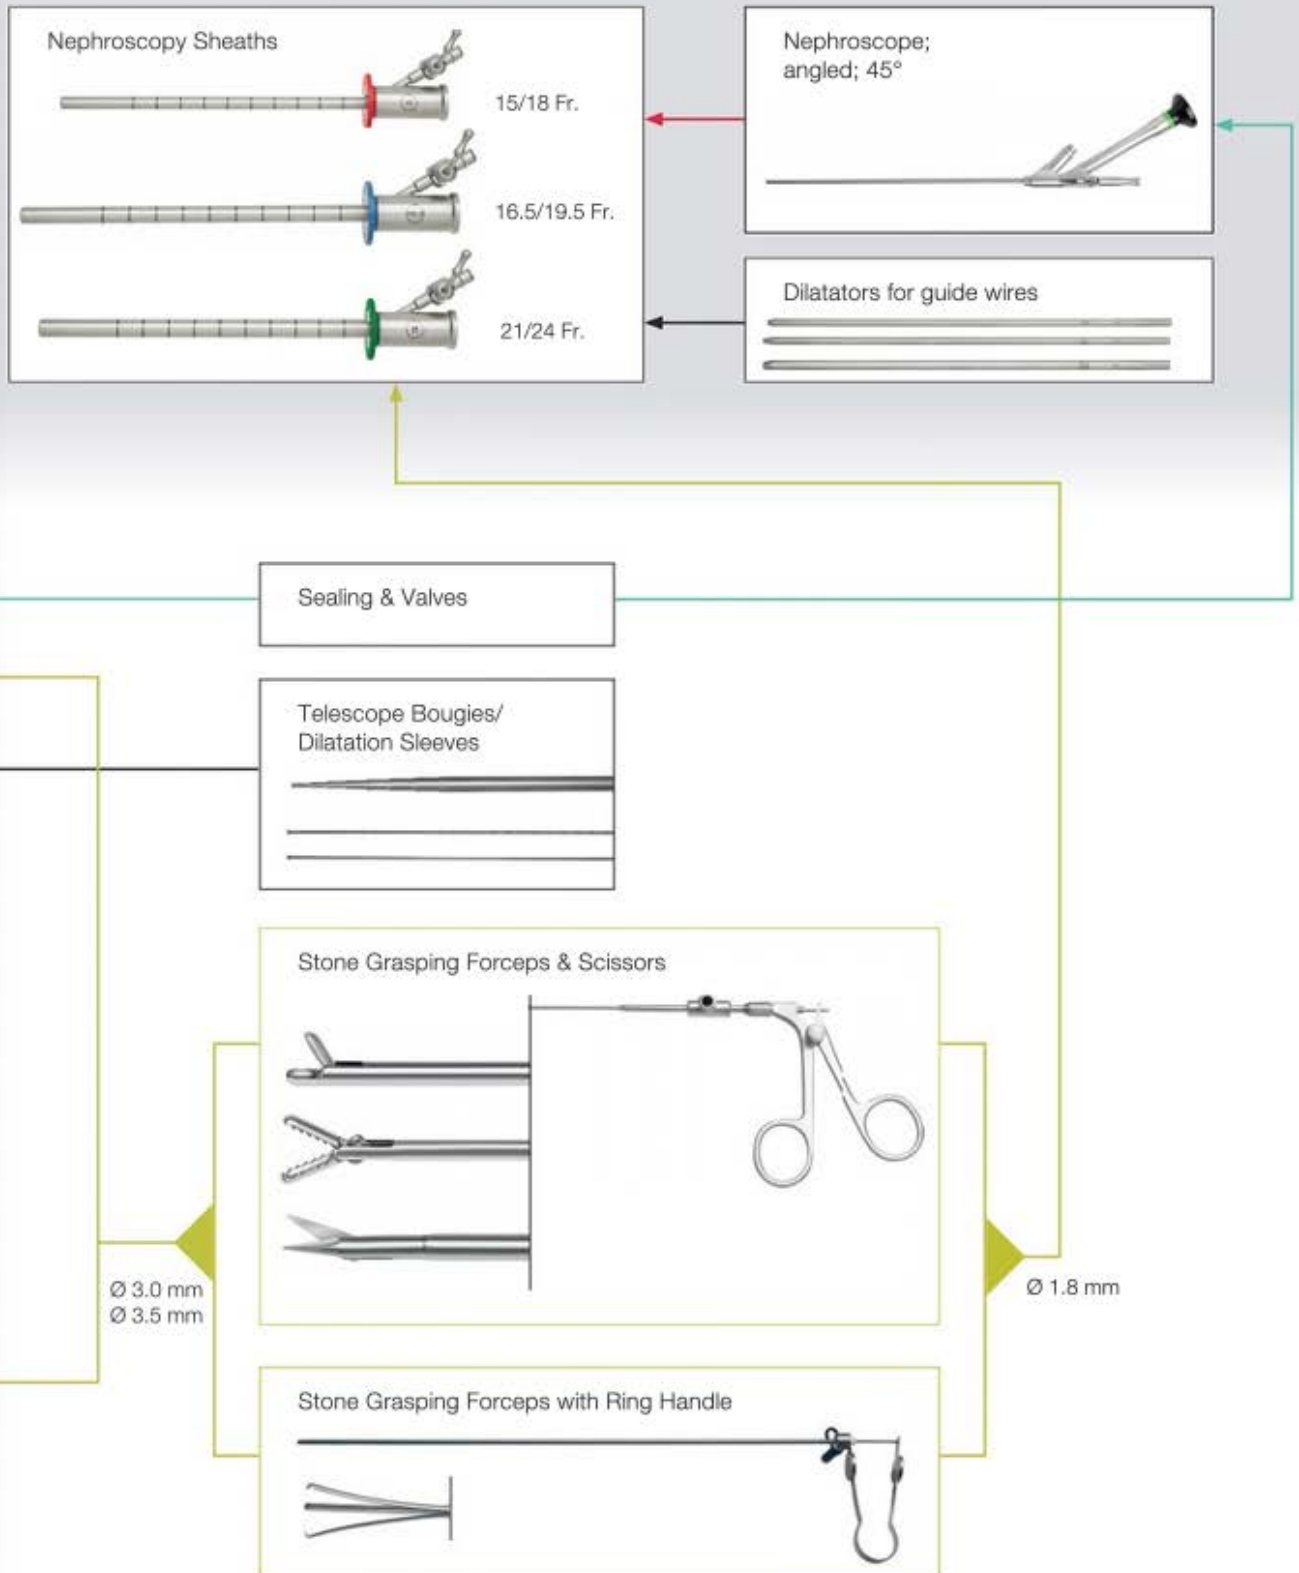 Nephroscopy Sheaths
15/18 Fr.
16.5/19.5 Fr.
21/24 Fr.
Nephroscope;
angled; 45°
Dilatators for guide wires
Sealing & Valves
Telescope Bougies/
Dilatation Sleeves
Stone Grasping Forceps & Scissors
Ø 3.0 mm
Ø 3.5 mm
Ø 1.8 mm
Stone Grasping Forceps with Ring Handle